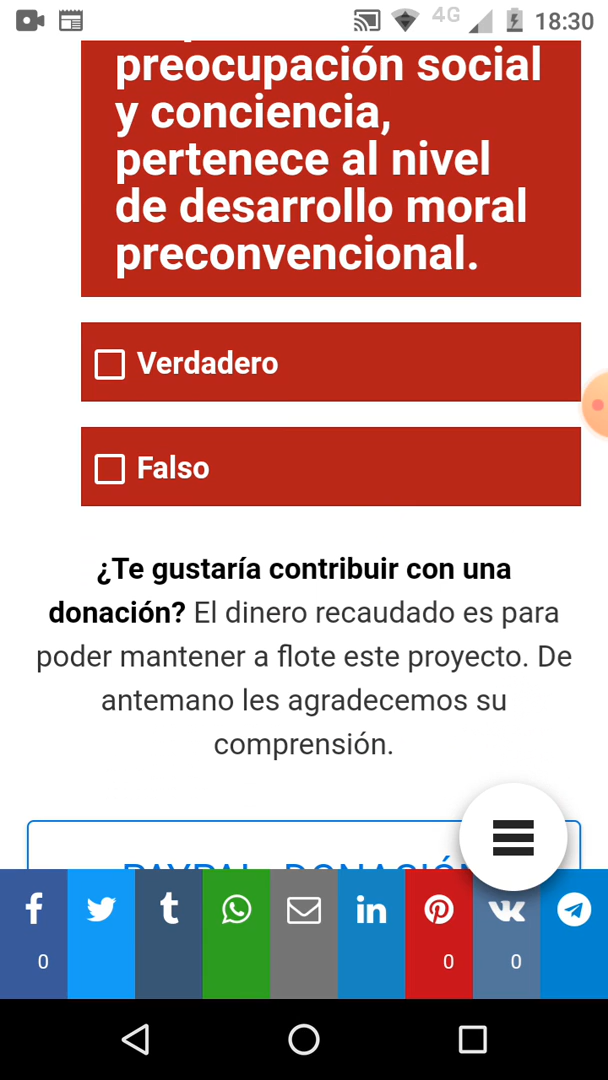 4G 18:30
preocupación social
y conciencia,
pertenece al nivel
de desarrollo moral
preconvencional.
Verdadero
Falso
¿Te gustaría contribuir con una
donación? El dinero recaudado es para
poder mantener a flote este proyecto. De
antemano les agradecemos su
comprensión.
0 0 0